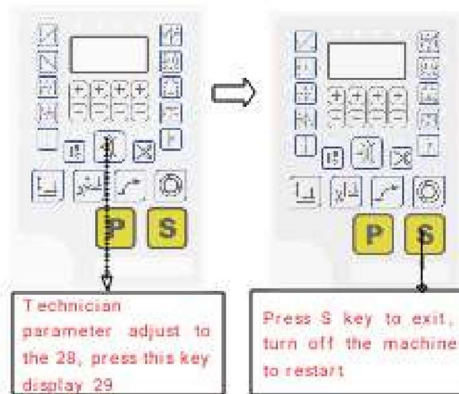 P S
P S
Technician
parameter adjust to
the 28, press this key
display 29
Press S key to exit,
turn off the machine
to restart